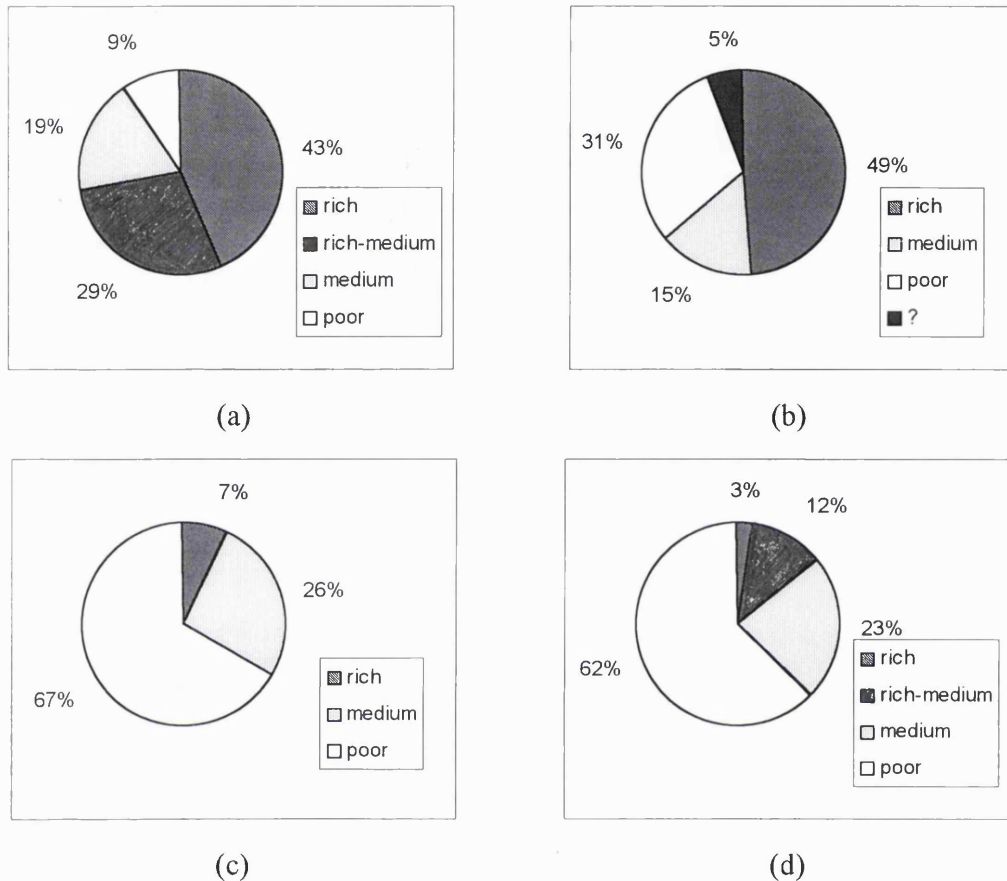 9%
19%
43%
29%
rich
rich-medium
medium
poor
(a)
5%
31%
49%
15%
rich
medium
poor
?
(b)
7%
26%
67%
rich
medium
poor
(c)
3%
12%
23%
62%
rich
rich-medium
medium
poor
(d)